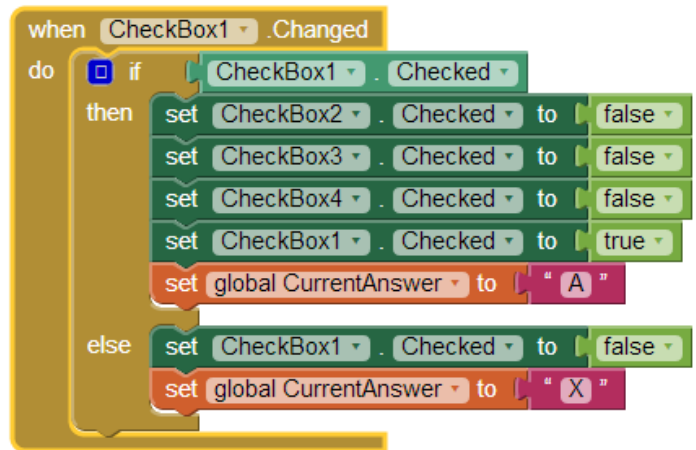 when CheckBox1 .Changed
do if CheckBox1 . Checked
then set CheckBox2 . Checked to false
set CheckBox3 . Checked to false
set CheckBox4 . Checked to false
set CheckBox1 . Checked to true
set global CurrentAnswer to “ A ”
else set CheckBox1 . Checked to false
set global CurrentAnswer to “ X ”